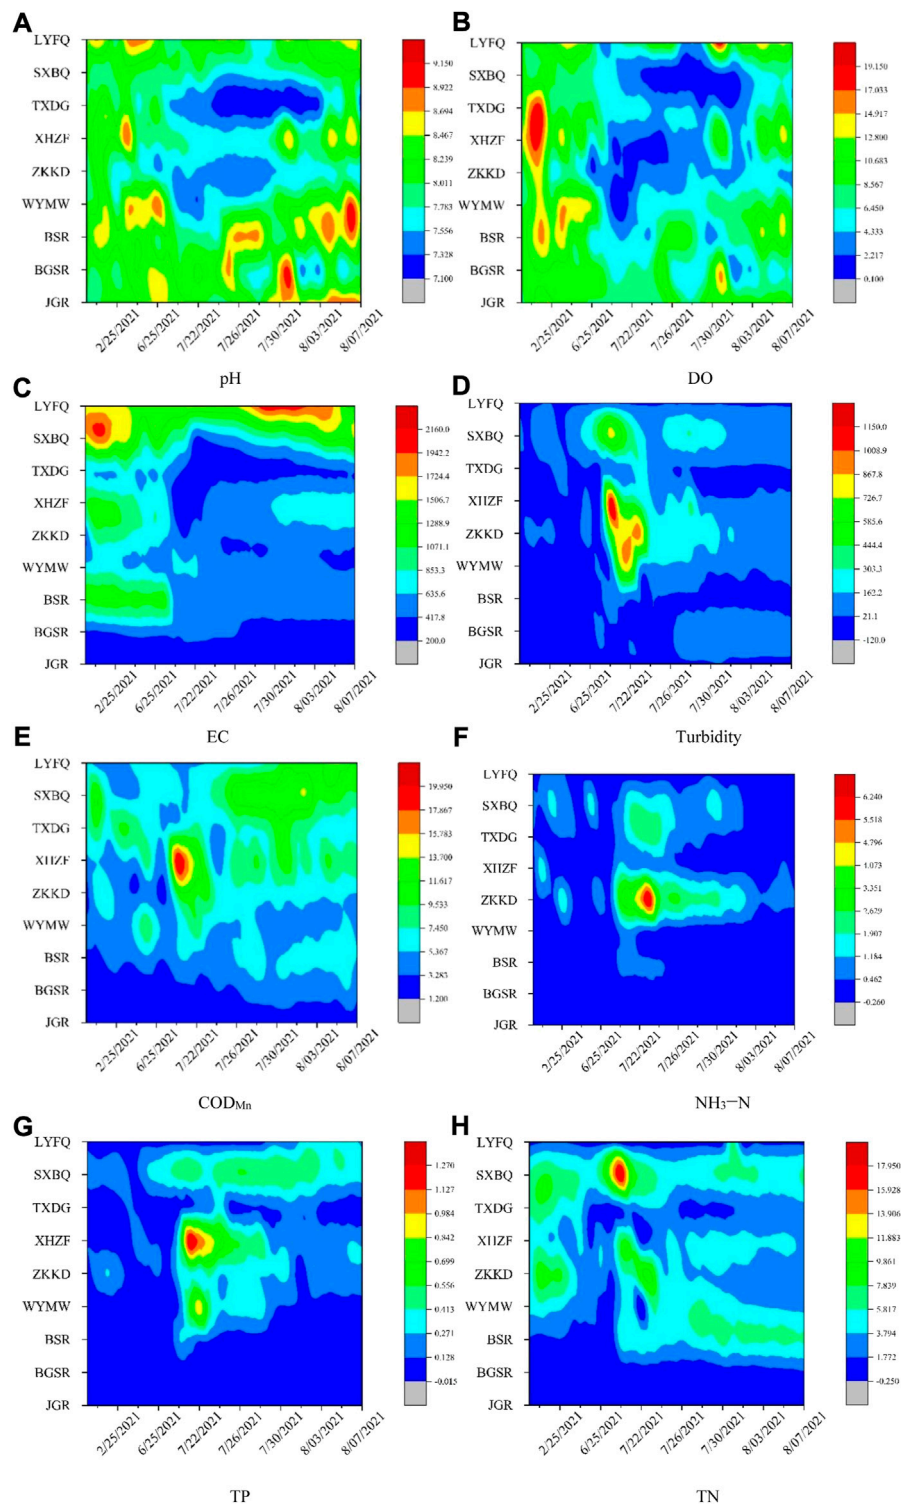 A
LYFQ
SXBQ
TXDG
XHZF
ZKKD
WYMW
BSR
BGSR
JGR
2/25/2021
6/25/2021
7/22/2021
7/26/2021
7/30/2021
8/03/2021
8/07/2021
9.150
8.922
8.694
8.467
8.239
8.011
7.783
7.556
7.328
7.100
pH
B
LYFQ
SXBQ
TXDG
XHZF
ZKKD
WYMW
BSR
BGSR
JGR
2/25/2021
6/25/2021
7/22/2021
7/26/2021
7/30/2021
8/03/2021
8/07/2021
19.150
17.033
14.917
12.800
10.683
8.567
6.450
4.333
2.217
0.100
DO
C
LYFQ
SXBQ
TXDG
XHZF
ZKKD
WYMW
BSR
BGSR
JGR
2/25/2021
6/25/2021
7/22/2021
7/26/2021
7/30/2021
8/03/2021
8/07/2021
2160.0
1942.2
1724.4
1506.7
1288.9
1071.1
853.3
635.6
417.8
200.0
EC
D
LYFQ
SXBQ
TXDG
XHZF
ZKKD
WYMW
BSR
BGSR
JGR
2/25/2021
6/25/2021
7/22/2021
7/26/2021
7/30/2021
8/03/2021
8/07/2021
1150.0
1008.9
867.8
726.7
585.6
444.4
303.3
162.2
21.1
-120.0
Turbidity
E
LYFQ
SXBQ
TXDG
XHZF
ZKKD
WYMW
BSR
BGSR
JGR
2/25/2021
6/25/2021
7/22/2021
7/26/2021
7/30/2021
8/03/2021
8/07/2021
19.950
17.867
15.783
13.700
11.617
9.533
7.450
5.367
3.283
1.200
CODMn
F
LYFQ
SXBQ
TXDG
XHZF
ZKKD
WYMW
BSR
BGSR
JGR
2/25/2021
6/25/2021
7/22/2021
7/26/2021
7/30/2021
8/03/2021
8/07/2021
6.240
5.518
4.796
4.073
3.351
2.629
1.907
1.184
0.462
-0.260
NH3−N
G
LYFQ
SXBQ
TXDG
XHZF
ZKKD
WYMW
BSR
BGSR
JGR
2/25/2021
6/25/2021
7/22/2021
7/26/2021
7/30/2021
8/03/2021
8/07/2021
1.270
1.127
0.984
0.842
0.699
0.556
0.413
0.271
0.128
-0.015
TP
H
LYFQ
SXBQ
TXDG
XHZF
ZKKD
WYMW
BSR
BGSR
JGR
2/25/2021
6/25/2021
7/22/2021
7/26/2021
7/30/2021
8/03/2021
8/07/2021
17.950
15.928
13.906
11.883
9.861
7.839
5.817
3.794
1.772
-0.250
TN